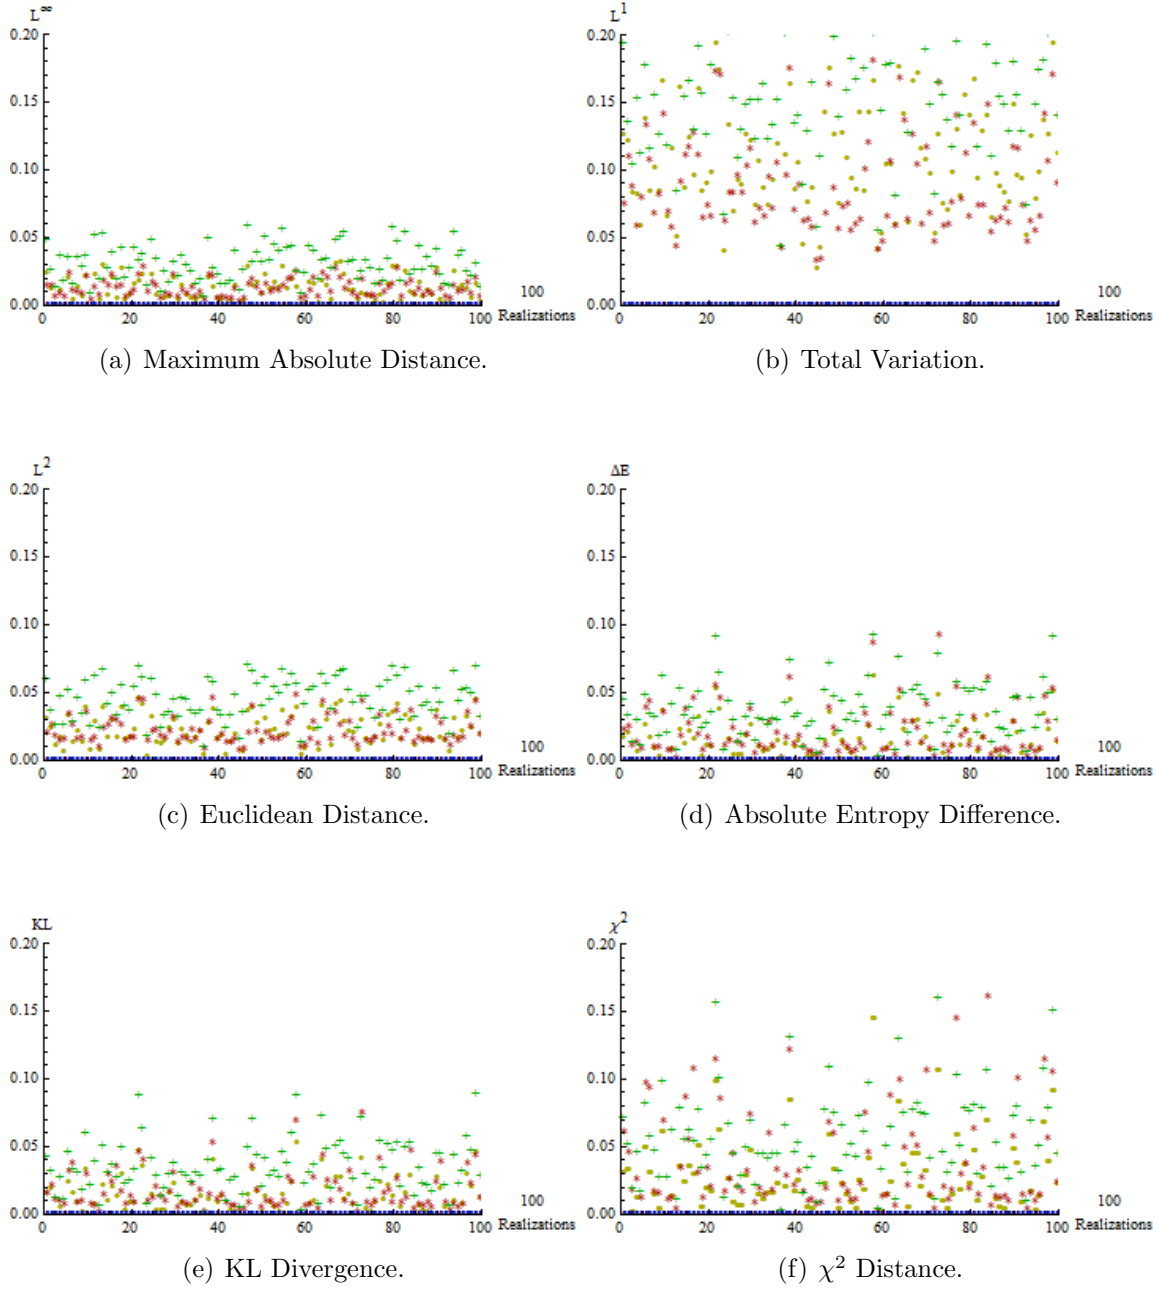 L∞
0.20
0.15
0.10
0.05
0.00
0 20 40 60 80 100
100
Realizations
(a) Maximum Absolute Distance.
L1
0.20
0.15
0.10
0.05
0.00
0 20 40 60 80 100
100
Realizations
(b) Total Variation.
L2
0.20
0.15
0.10
0.05
0.00
0 20 40 60 80 100
100
Realizations
(c) Euclidean Distance.
ΔE
0.20
0.15
0.10
0.05
0.00
0 20 40 60 80 100
100
Realizations
(d) Absolute Entropy Difference.
KL
0.20
0.15
0.10
0.05
0.00
0 20 40 60 80 100
100
Realizations
(e) KL Divergence.
χ2
0.20
0.15
0.10
0.05
0.00
0 20 40 60 80 100
100
Realizations
(f) χ2 Distance.